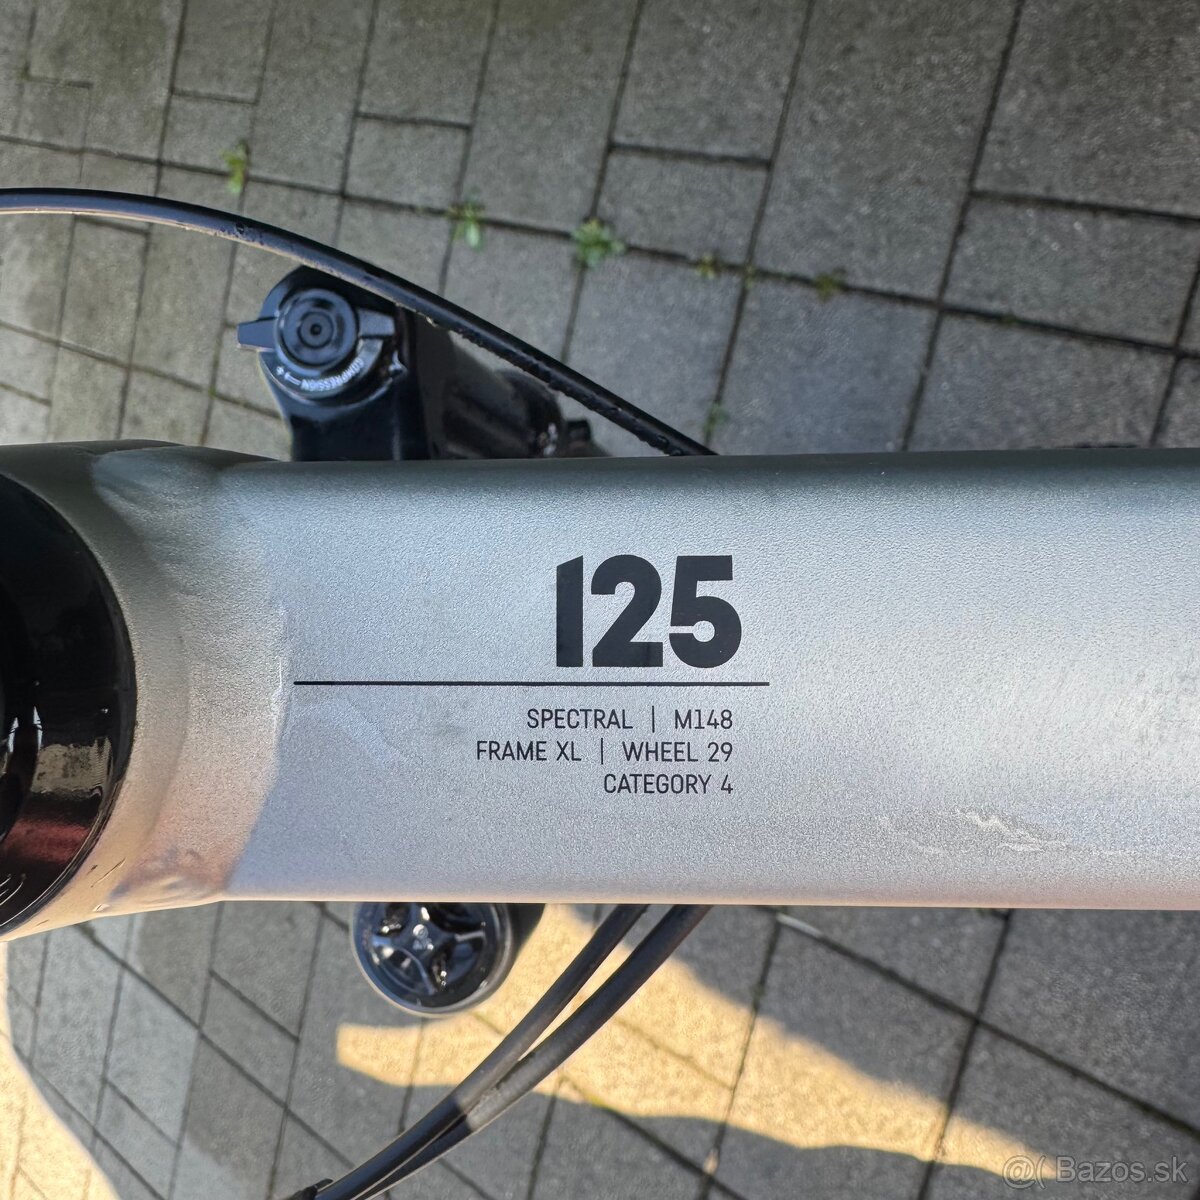 COMPRESSION
125
SPECTRAL | M148
FRAME XL | WHEEL 29
CATEGORY 4
@( Bazos.sk